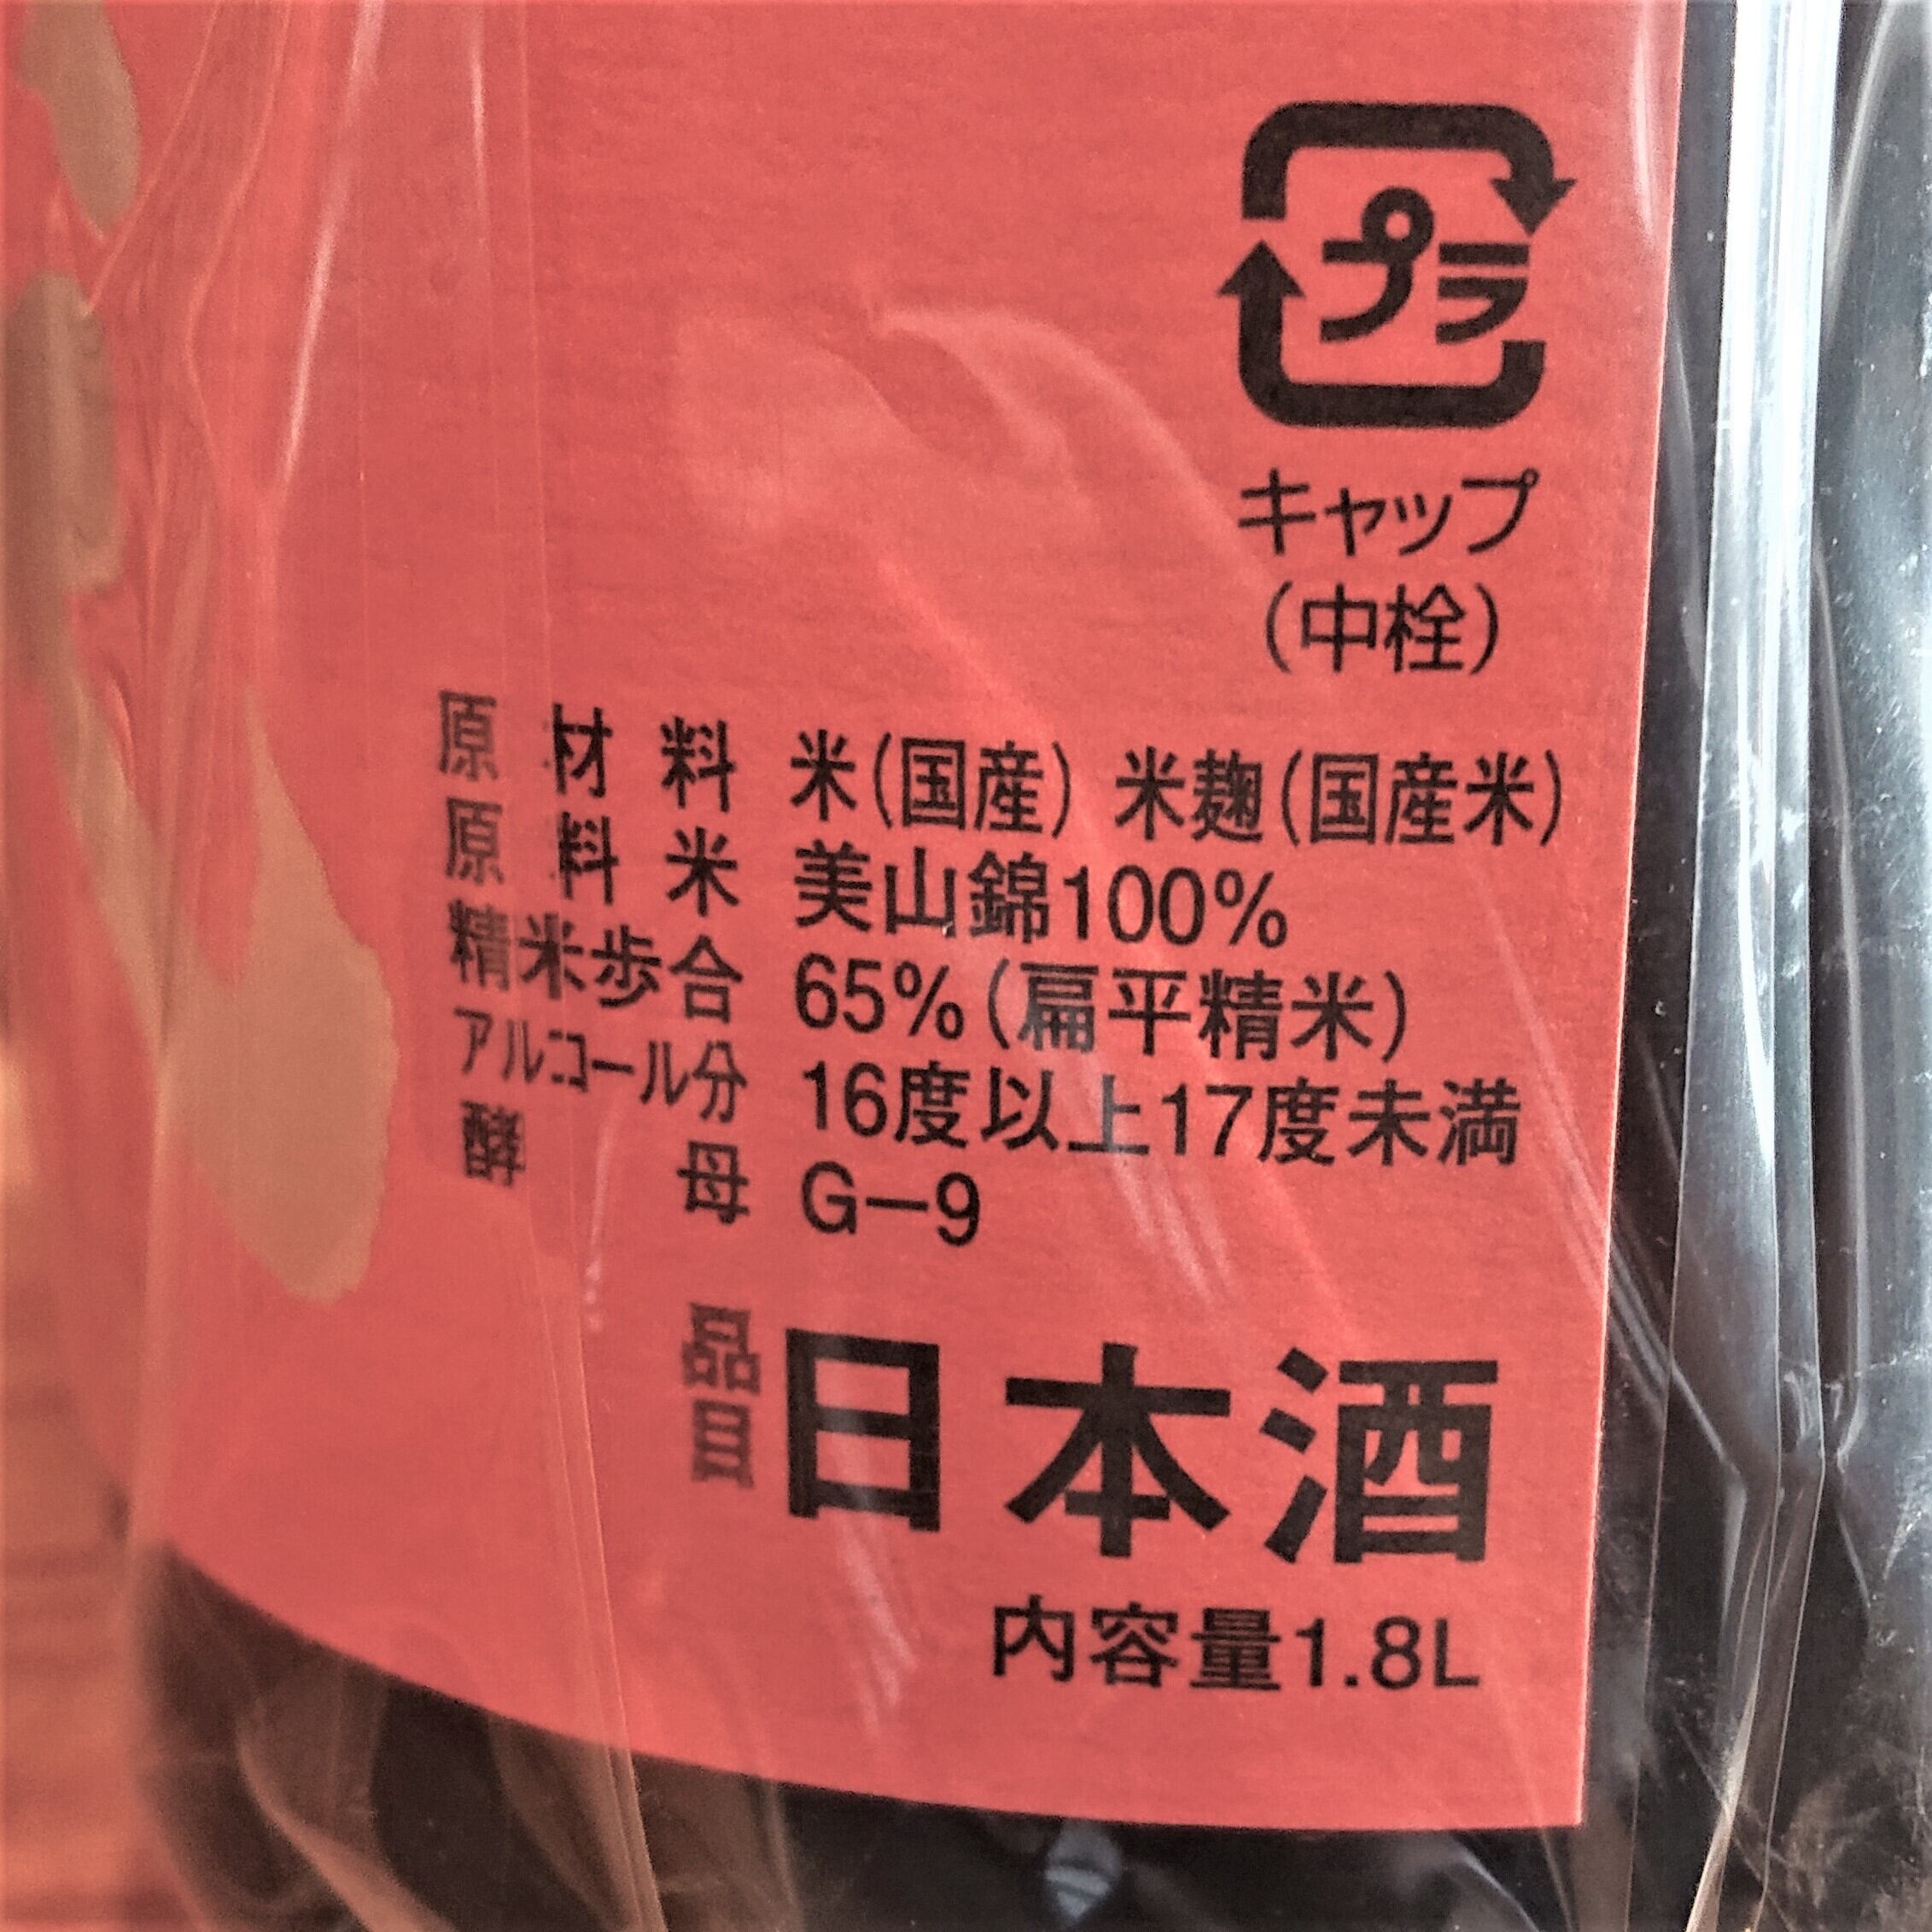 プラ
キャップ
(中栓)
原材料 米(国産) 米麹(国産米)
原料米 美山錦100%
精米歩合 65%(扁平精米)
アルコール分 16度以上17度未満
酵母 G-9
品目 日本酒
内容量1.8L